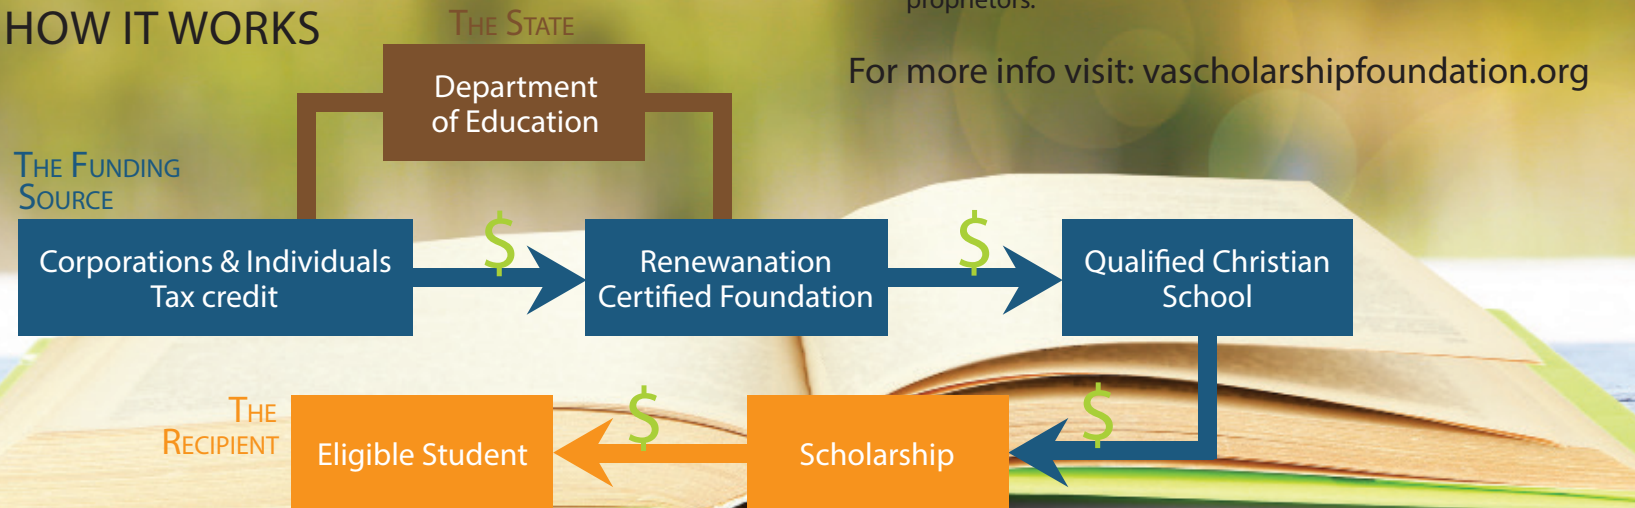 proprietors.
HOW IT WORKS
THE STATE
For more info visit: vascholarshipfoundation.org
Department
of Education
THE FUNDING
SOURCE
$
$
Corporations & Individuals
Tax credit
Renewanation
Certified Foundation
Qualified Christian
School
THE
RECIPIENT
$
$
Eligible Student
Scholarship